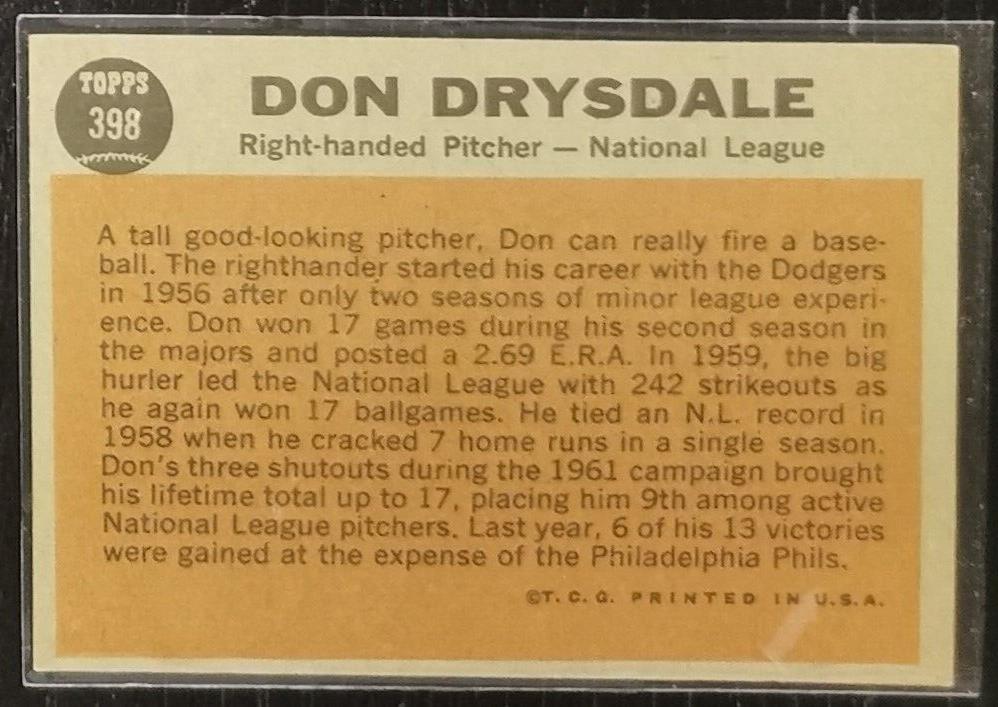 TOPPS
398
DON DRYSDALE
Right-handed Pitcher — National League
A tall good-looking pitcher, Don can really fire a base-
ball. The righthander started his career with the Dodgers
in 1956 after only two seasons of minor league experi-
ence. Don won 17 games during his second season in
the majors and posted a 2.69 E.R.A. In 1959, the big
hurler led the National League with 242 strikeouts as
he again won 17 ballgames. He tied an N.L. record in
1958 when he cracked 7 home runs in a single season.
Don's three shutouts during the 1961 campaign brought
his lifetime total up to 17, placing him 9th among active
National League pitchers. Last year, 6 of his 13 victories
were gained at the expense of the Philadelphia Phils.
©T. C. G. PRINTED IN U.S.A.